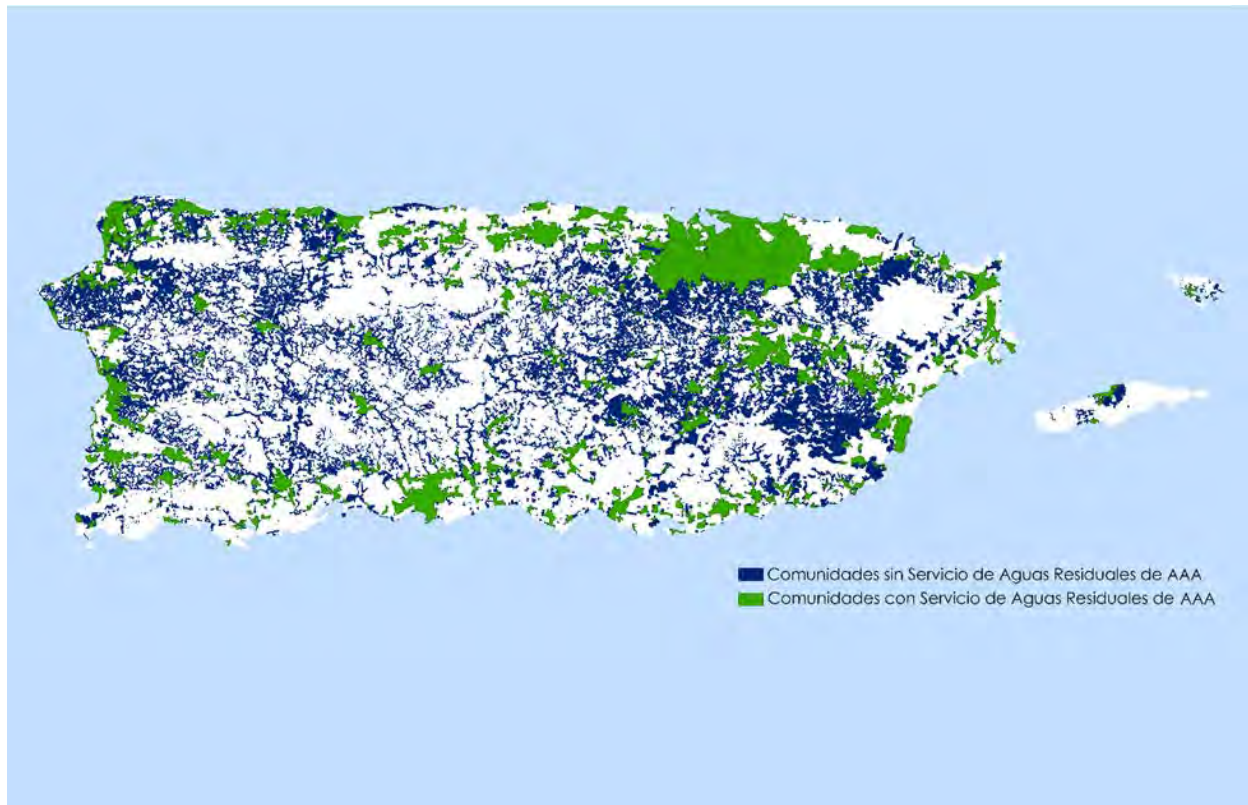 Comunidades sin Servicio de Aguas Residuales de AAA
Comunidades con Servicio de Aguas Residuales de AAA